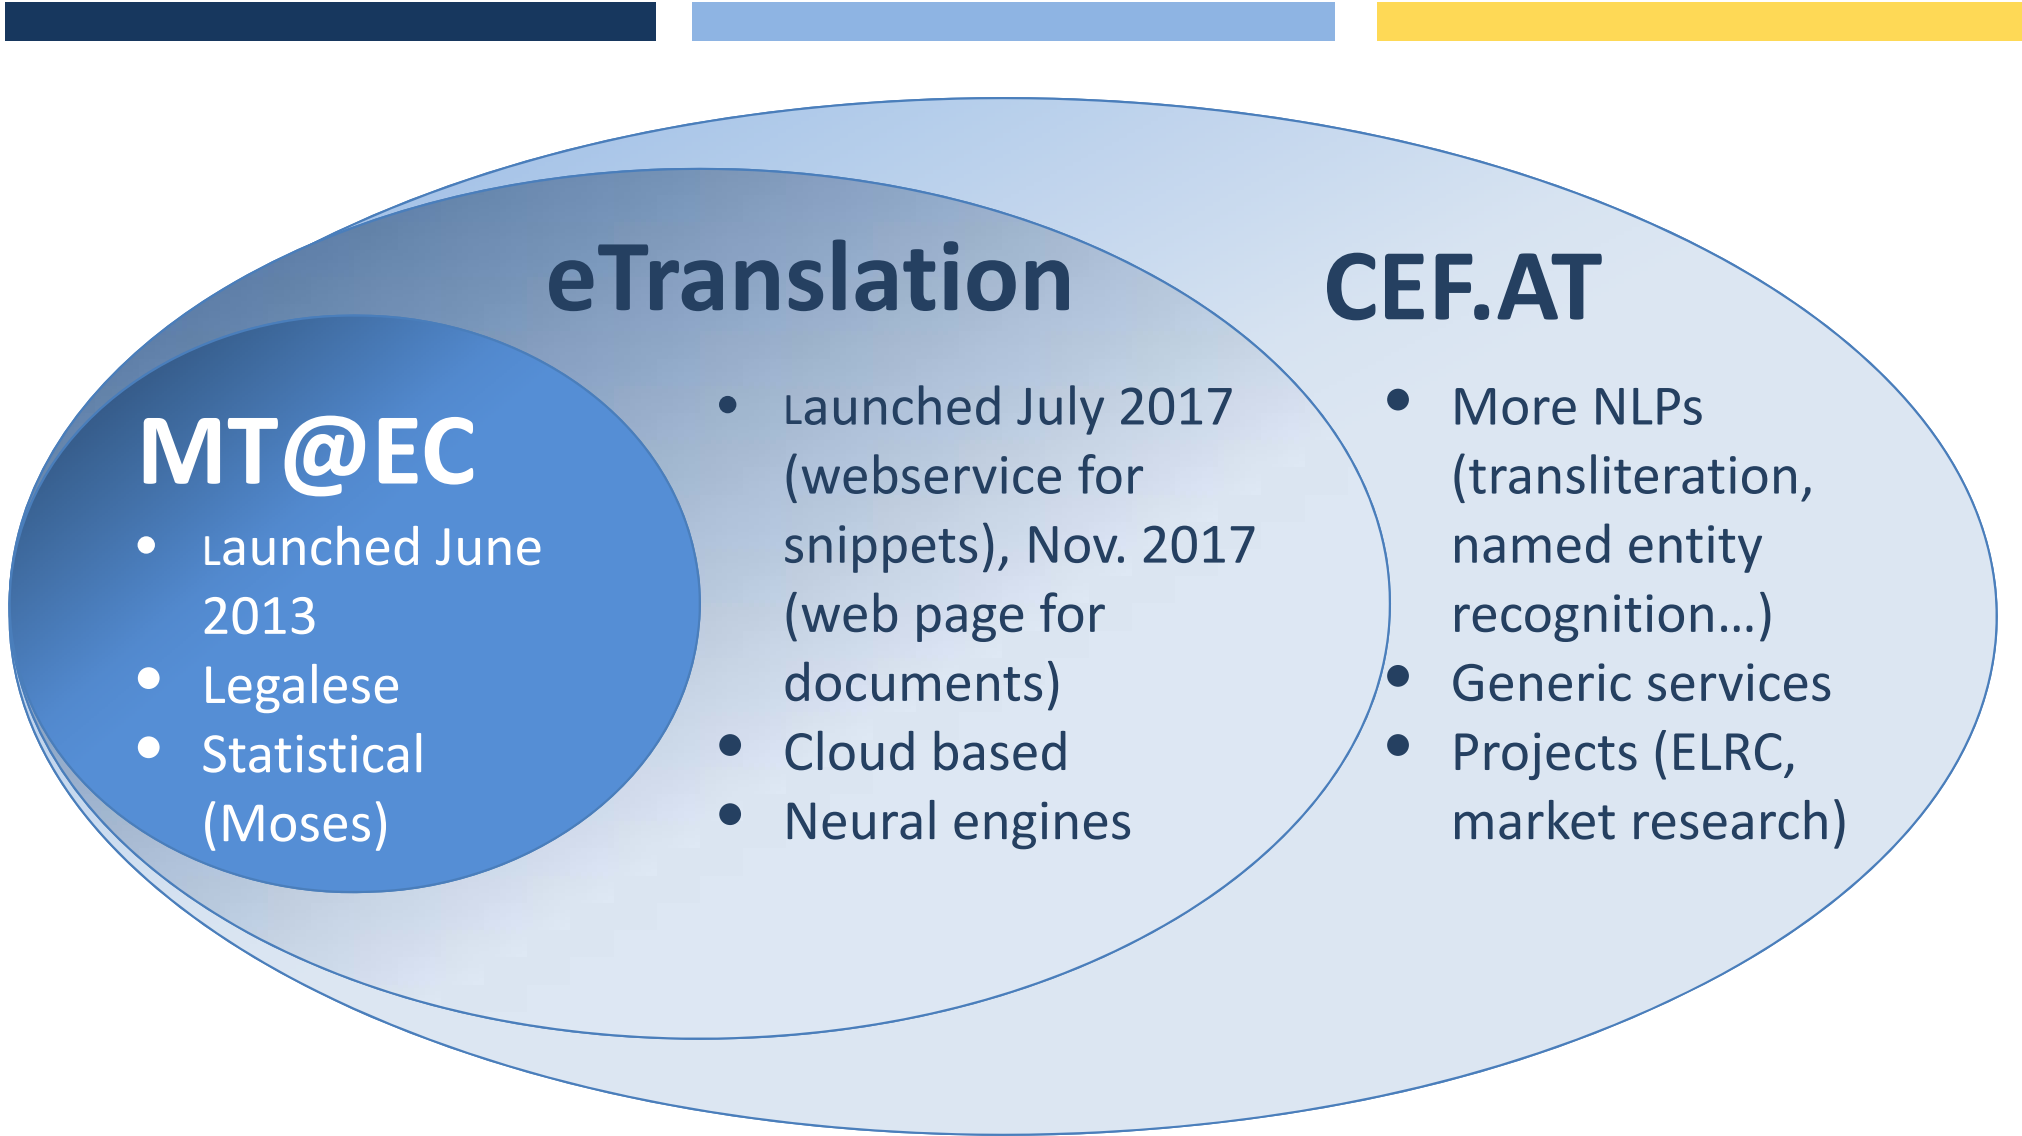 MT@EC
• Launched June
2013
• Legalese
• Statistical
(Moses)
eTranslation
• Launched July 2017
(webservice for
snippets), Nov. 2017
(web page for
documents)
• Cloud based
• Neural engines
CEF.AT
• More NLPs
(transliteration,
named entity
recognition…)
• Generic services
• Projects (ELRC,
market research)